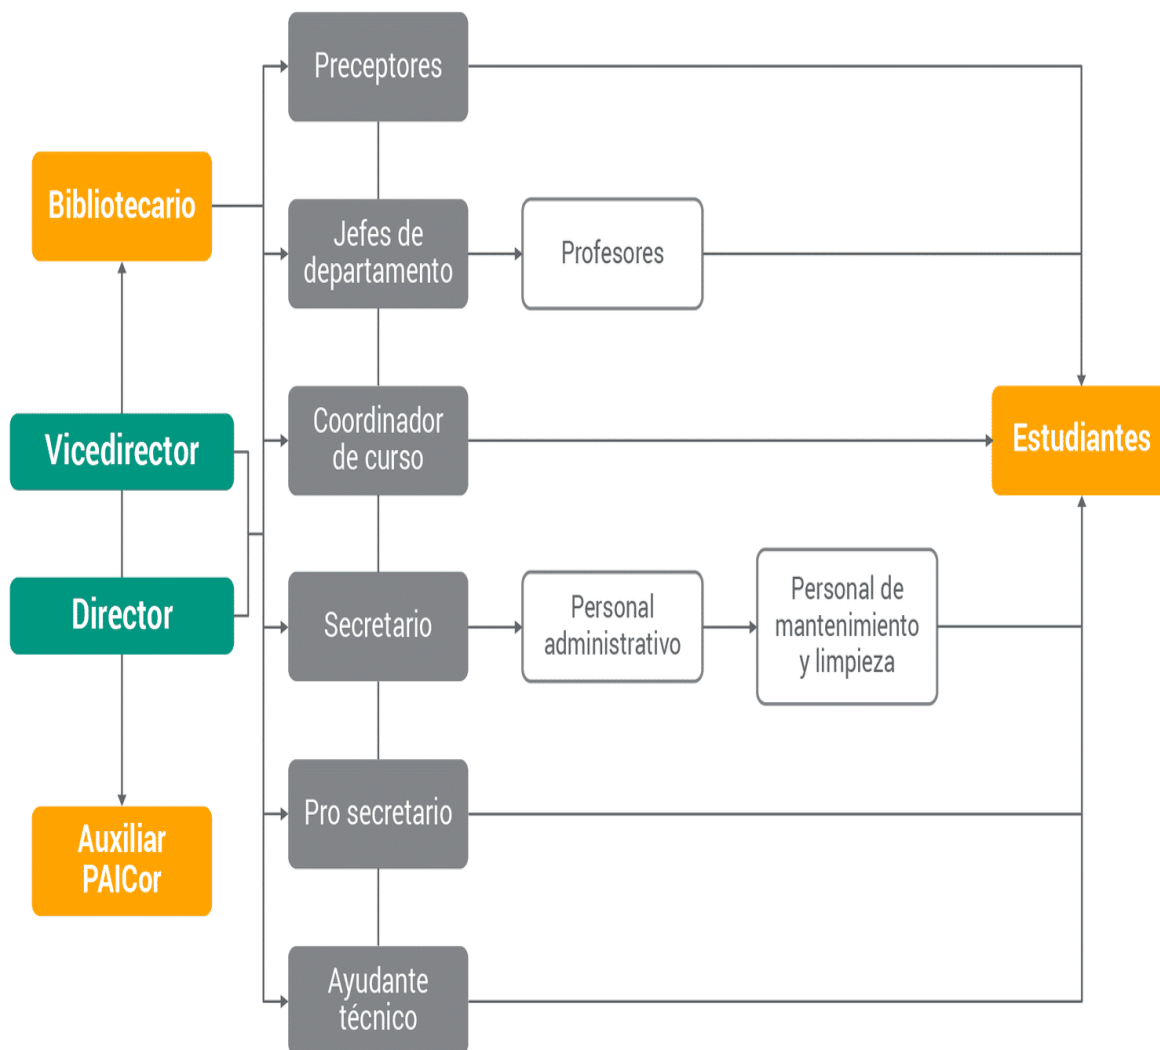 Preceptores
Bibliotecario
Jefes de
departamento
Profesores
Vicedirector
Coordinador
de curso
Estudiantes
Director
Secretario
Personal
administrativo
Personal de
mantenimiento
y limpieza
Auxiliar
PAICor
Pro secretario
Ayudante
técnico